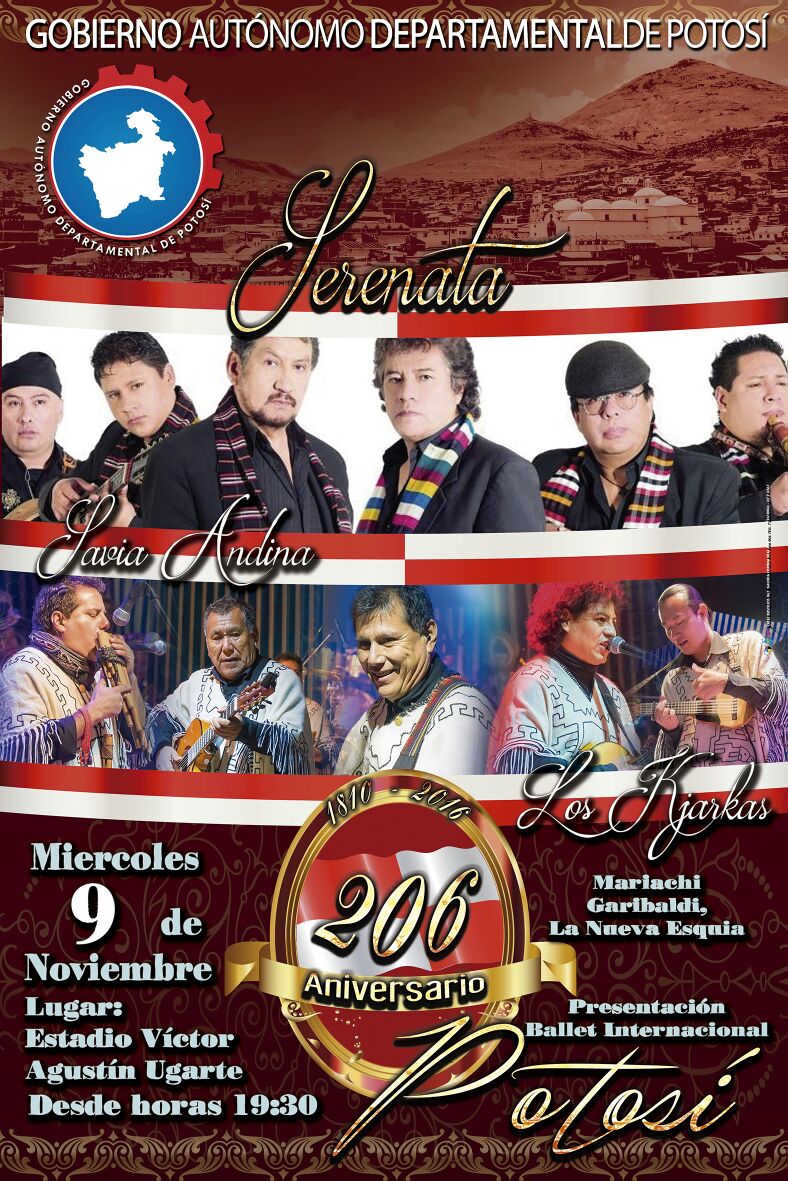 GOBIERNO AUTÓNOMO DEPARTAMENTAL DE POTOSÍ
GOBIERNO AUTÓNOMO DEPARTAMENTAL DE POTOSÍ
Serenata
Savia Andina
Los Kjarkas
1810 - 2016
206
Aniversario
Potosí
Miercoles
9 de
Noviembre
Lugar:
Estadio Víctor
Agustín Ugarte
Desde horas 19:30
Mariachi
Garibaldi,
La Nueva Esquia
Presentación
Ballet Internacional